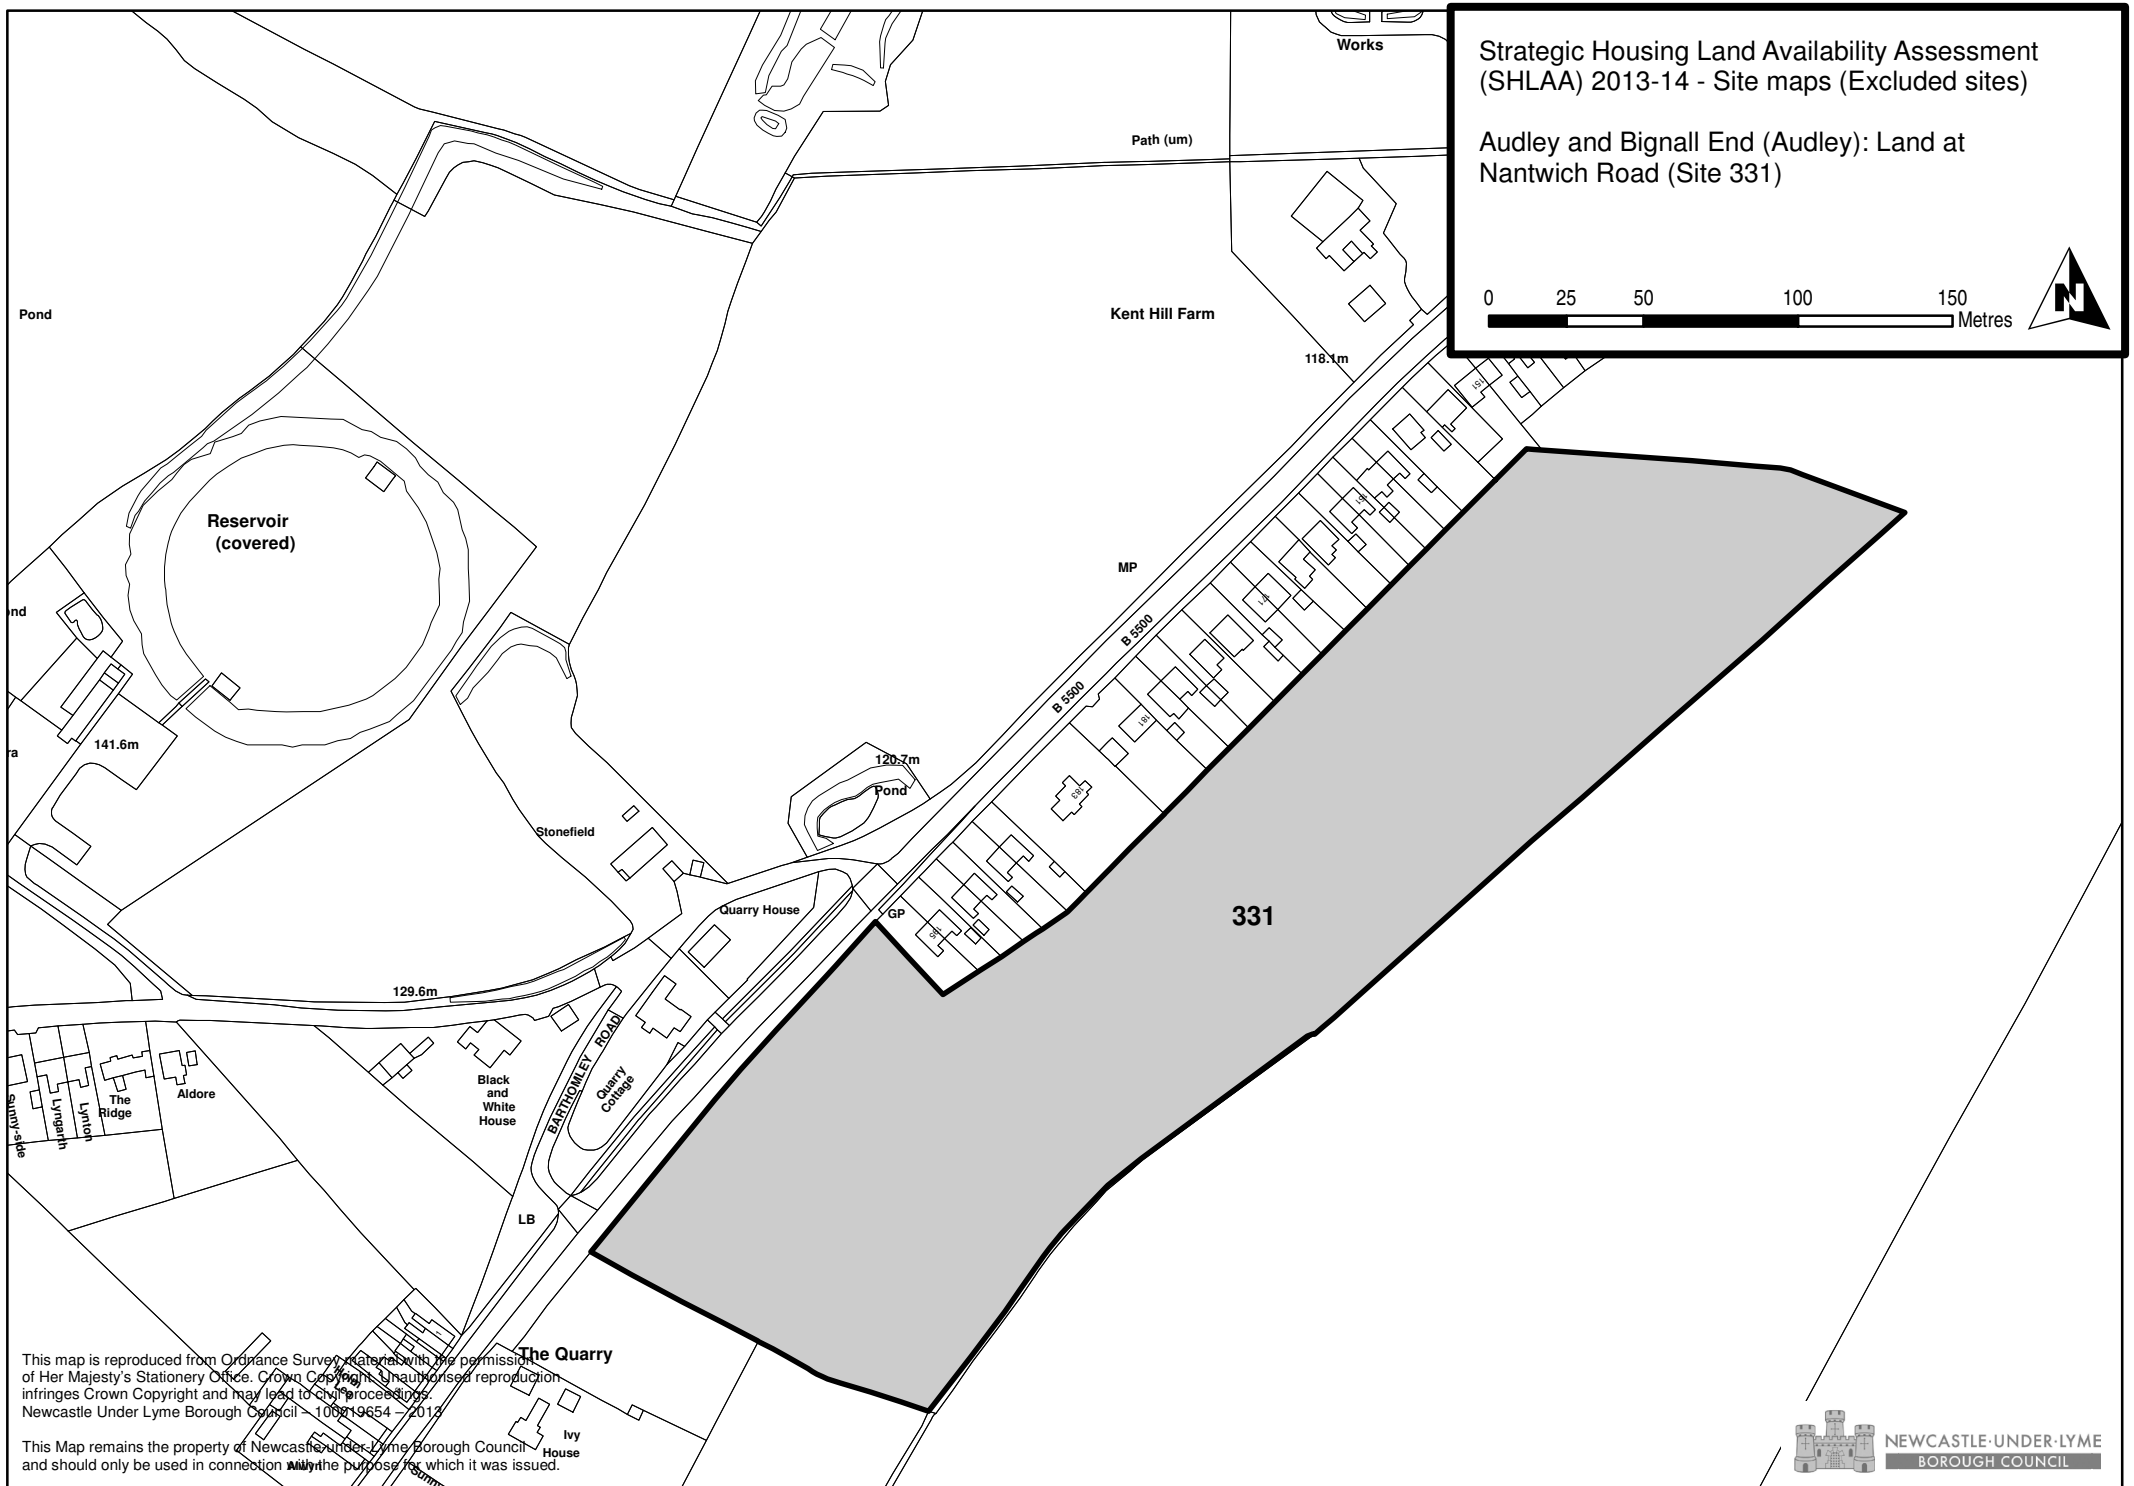 Works
Strategic Housing Land Availability Assessment
(SHLAA) 2013-14 - Site maps (Excluded sites)
Audley and Bignall End (Audley): Land at
Nantwich Road (Site 331)
0 25 50 100 150
Metres
N
Path (um)
Pond
Kent Hill Farm
118.1m
151
161
Reservoir
(covered)
MP
171
B 5500
B 5500
181
141.6m
120.7m
Pond
183
Stonefield
Quarry House
GP
195
331
129.6m
BARTHOMLEY ROAD
Quarry
Cottage
Black
and
White
House
Aldore
The
Ridge
Lynton
Lyngarth
Sunny-side
LB
The Quarry
Ivy
House
This map is reproduced from Ordnance Survey material with the permission
of Her Majesty's Stationery Office. Crown Copyright. Unauthorised reproduction
infringes Crown Copyright and may lead to civil proceedings.
Newcastle Under Lyme Borough Council – 100019654 – 2013
This Map remains the property of Newcastle-under-Lyme Borough Council
and should only be used in connection with the purpose for which it was issued.
NEWCASTLE·UNDER·LYME
BOROUGH COUNCIL